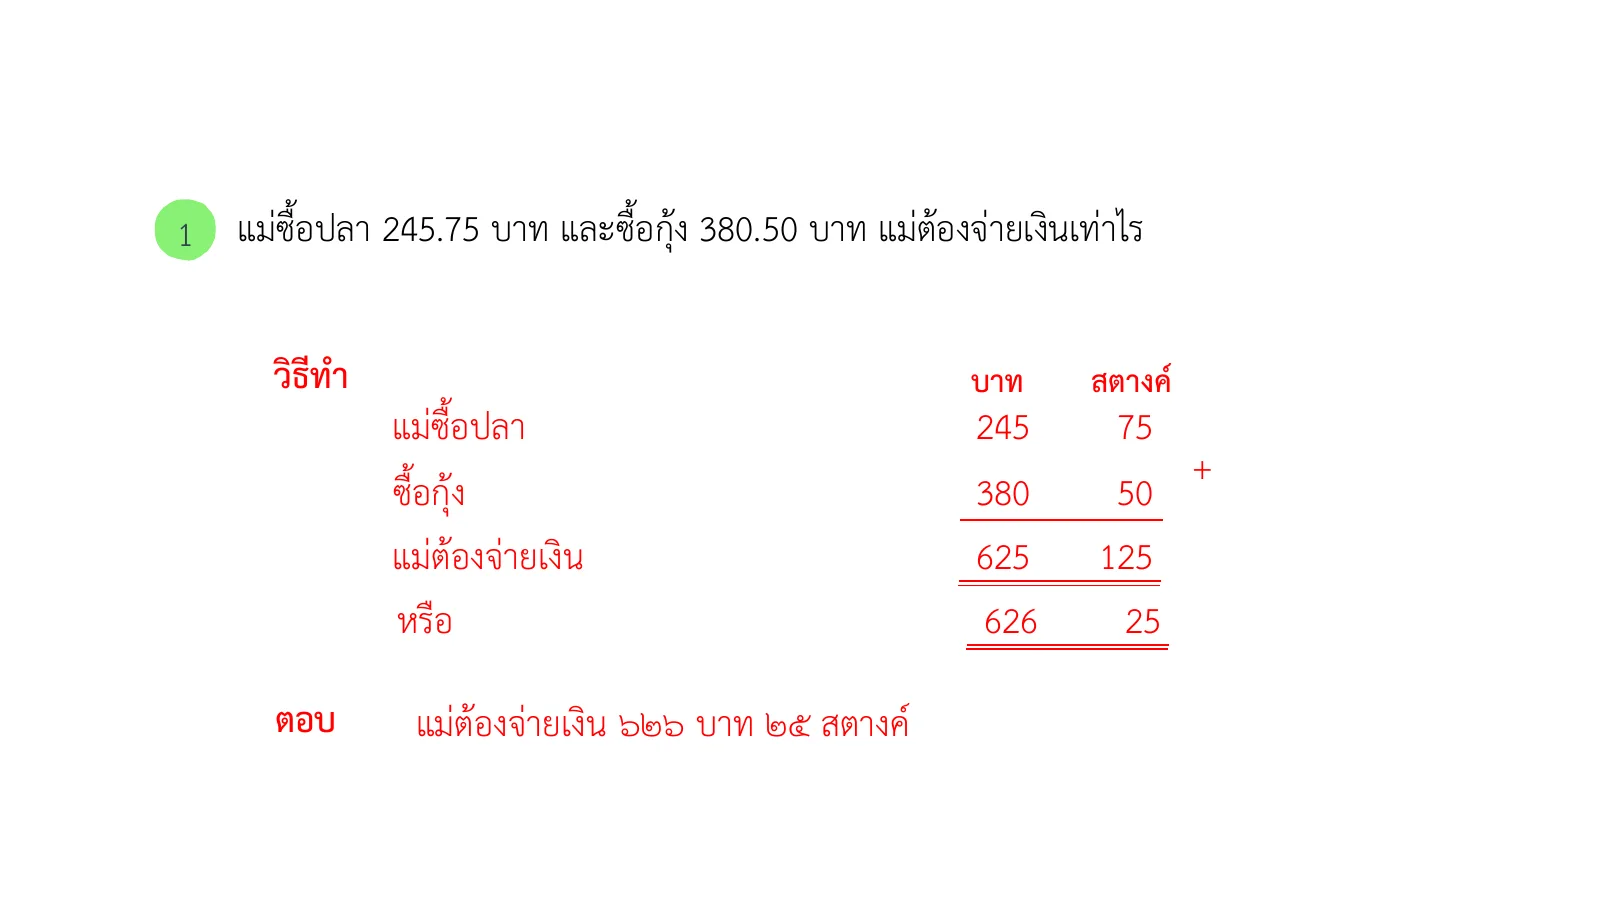 1 แม่ซื้อปลา 245.75 บาท และซื้อกุ้ง 380.50 บาท แม่ต้องจ่ายเงินเท่าไร
วิธีทำ บาท สตางค์
แม่ซื้อปลา 245 75
+
ซื้อกุ้ง 380 50
แม่ต้องจ่ายเงิน 625 125
หรือ 626 25
ตอบ แม่ต้องจ่ายเงิน ๖๒๖ บาท ๒๕ สตางค์